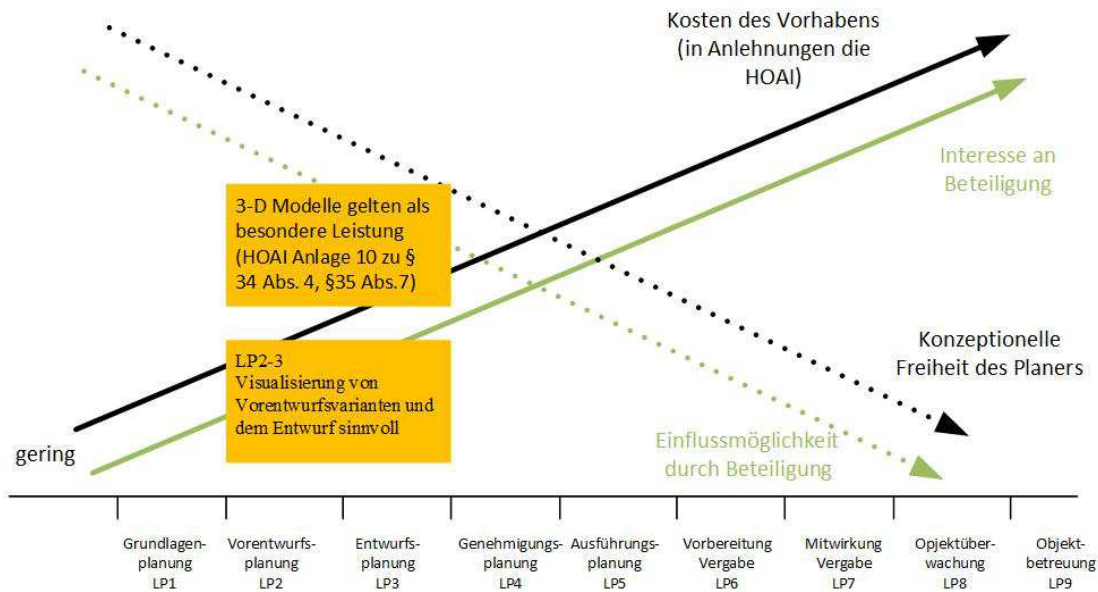 Kosten des Vorhabens
(in Anlehnungen die
HOAI)
Interesse an
Beteiligung
3-D Modelle gelten als
besondere Leistung
(HOAI Anlage 10 zu §
34 Abs. 4, §35 Abs.7)
LP2-3
Visualisierung von
Vorentwurfsvarianten und
dem Entwurf sinnvoll
Konzeptionelle
Freiheit des Planers
Einflussmöglichkeit
durch Beteiligung
gering
Grundlagen-
planung
LP1
Vorentwurfs-
planung
LP2
Entwurfs-
planung
LP3
Genehmigungs-
planung
LP4
Ausführungs-
planung
LP5
Vorbereitung
Vergabe
LP6
Mitwirkung
Vergabe
LP7
Opjektüber-
wachung
LP8
Objekt-
betreuung
LP9